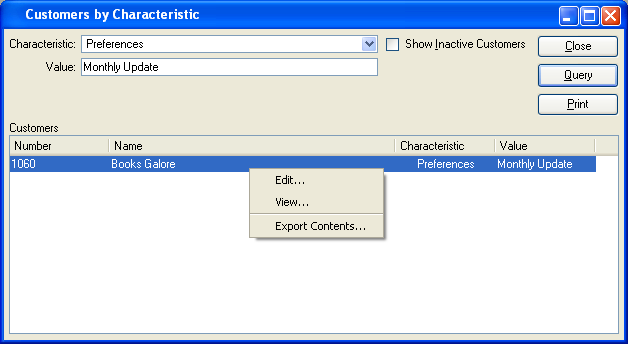 Customers by Characteristic
Characteristic: Preferences Show Inactive Customers Close
Value: Monthly Update Query
Print
Customers
Number Name Characteristic Value
1060 Books Galore Preferences Monthly Update
Edit...
View...
Export Contents...